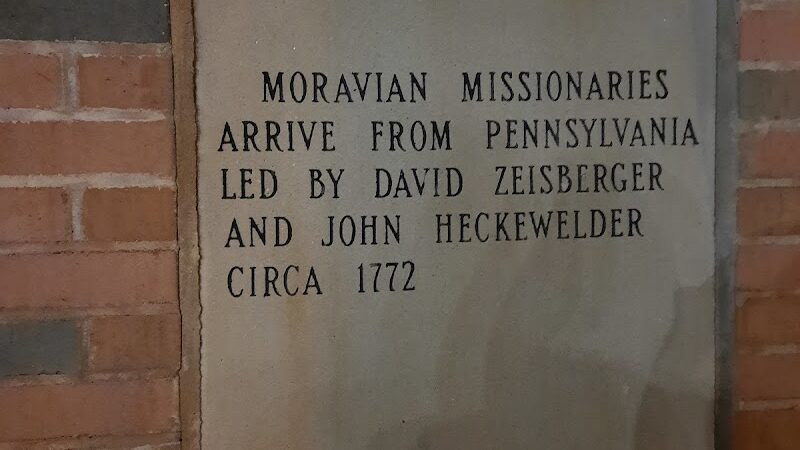 MORAVIAN MISSIONARIES
ARRIVE FROM PENNSYLVANIA
LED BY DAVID ZEISBERGER
AND JOHN HECKEWELDER
CIRCA 1772